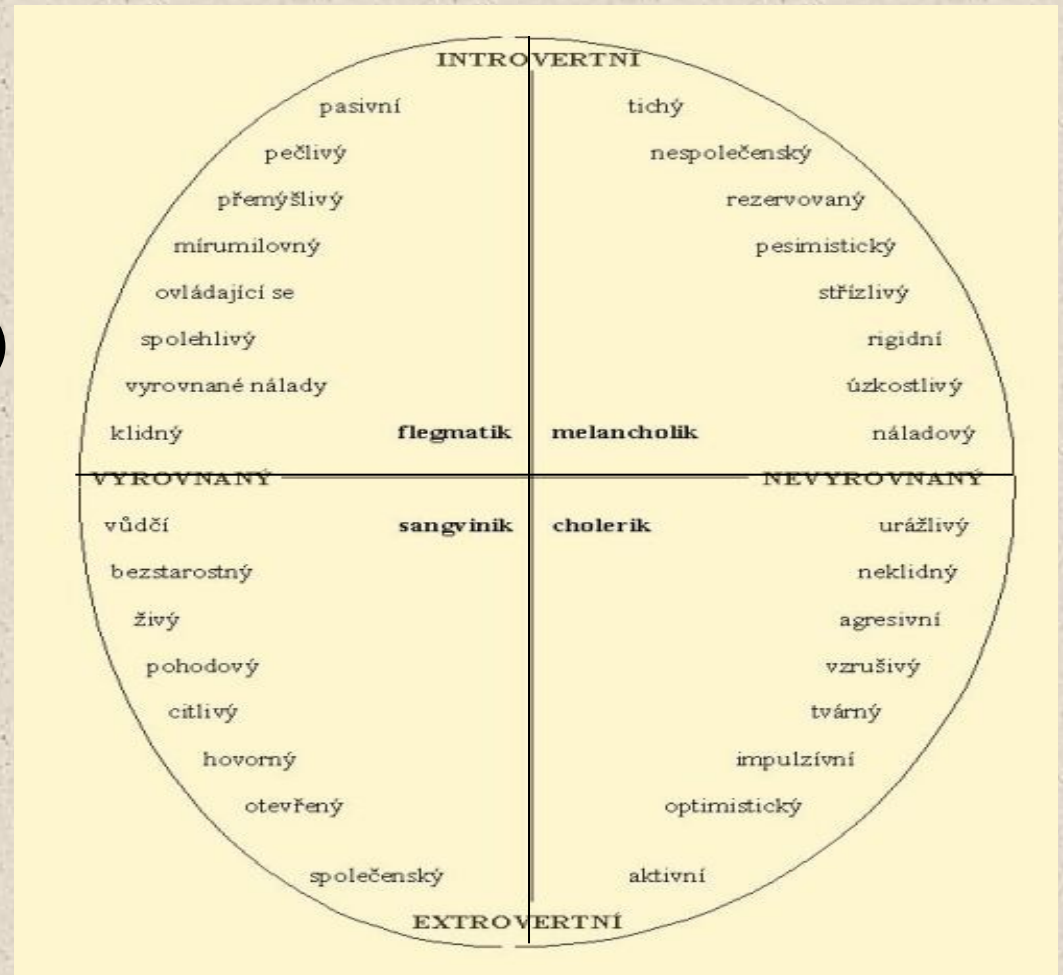 INTROVERTNÍ
pasivní tichý
pečlivý nespolečenský
přemýšlivý rezervovaný
mírumilovný pesimistický
ovládající se střízlivý
spolehlivý rigidní
vyrovnané nálady úzkostlivý
klidný flegmatik melancholik náladový
VYROVNANÝ NEVYROVNANÝ
vůdčí sangvinik cholerik urážlivý
bezstarostný neklidný
živý agresivní
pohodový vzrušivý
citlivý tvárný
hovorný impulzívní
otevřený optimistický
společenský aktivní
EXTROVERTNÍ